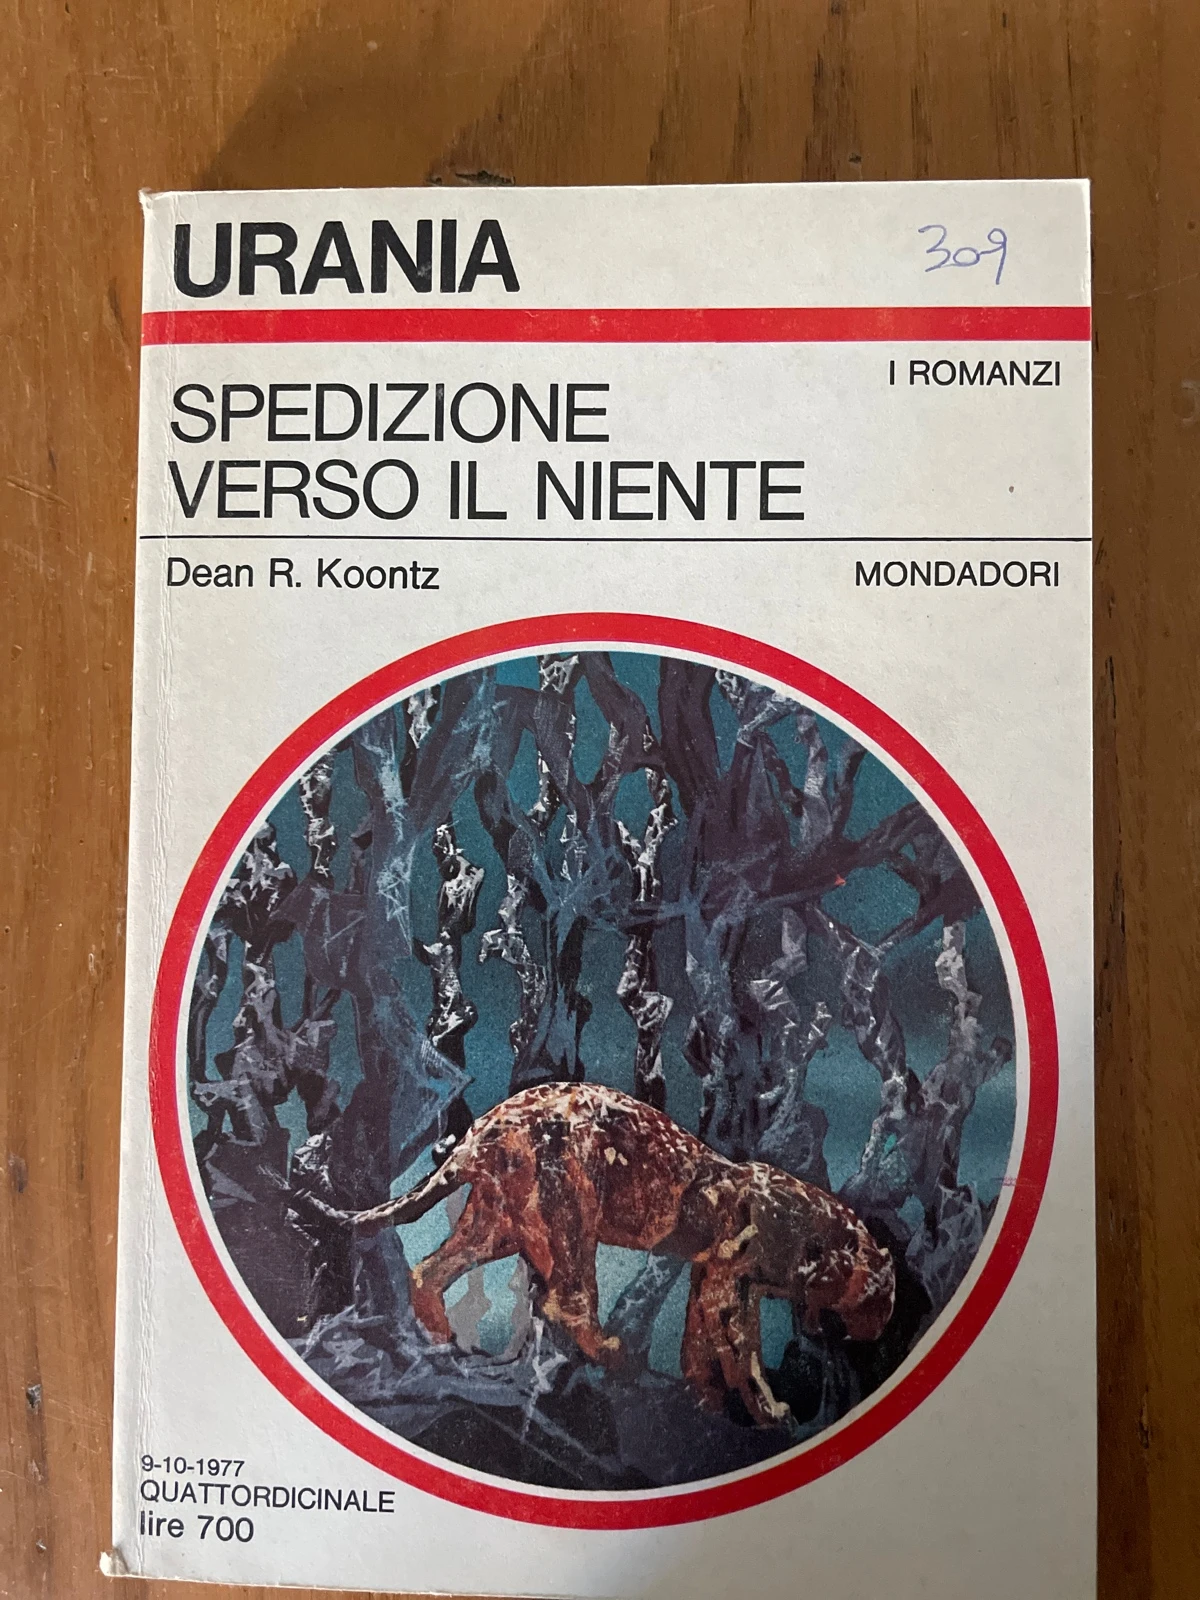 URANIA
309
I ROMANZI
SPEDIZIONE
VERSO IL NIENTE
Dean R. Koontz
MONDADORI
9-10-1977
QUATTORDICINALE
lire 700